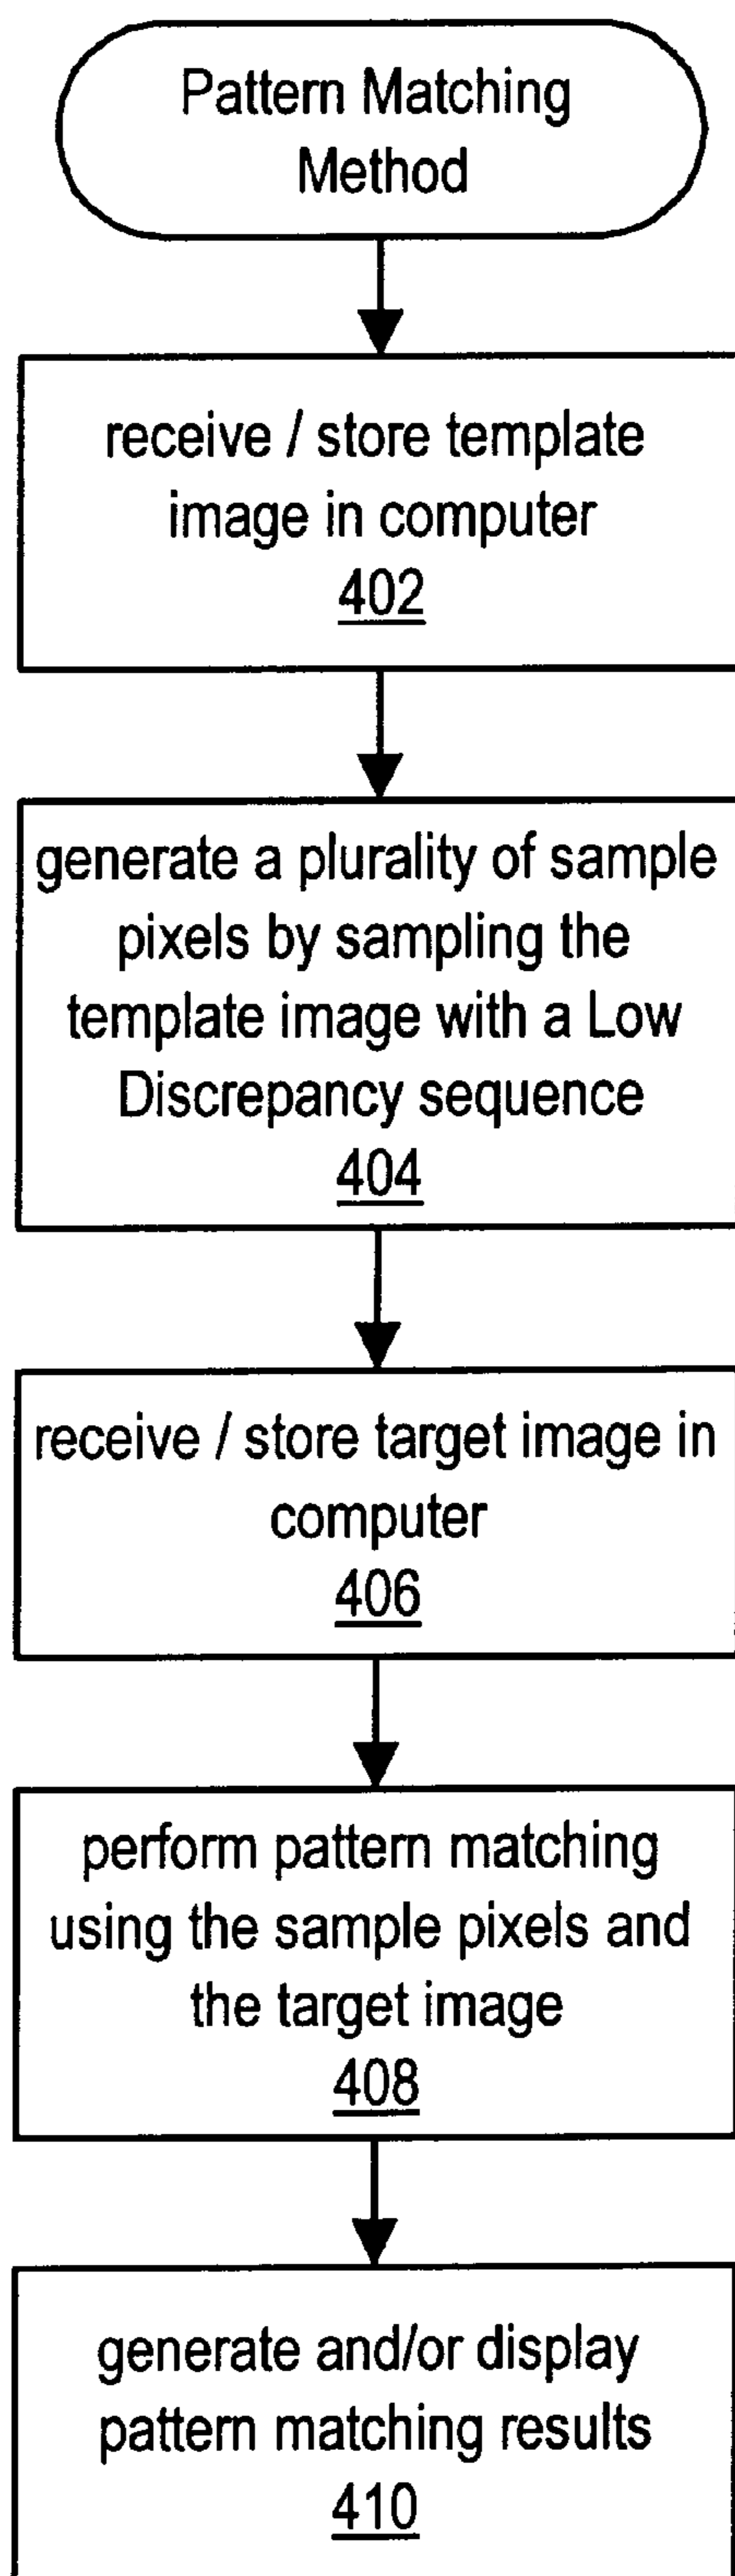 Pattern Matching
Method
receive / store template
image in computer
402
generate a plurality of sample
pixels by sampling the
template image with a Low
Discrepancy sequence
404
receive / store target image in
computer
406
perform pattern matching
using the sample pixels and
the target image
408
generate and/or display
pattern matching results
410